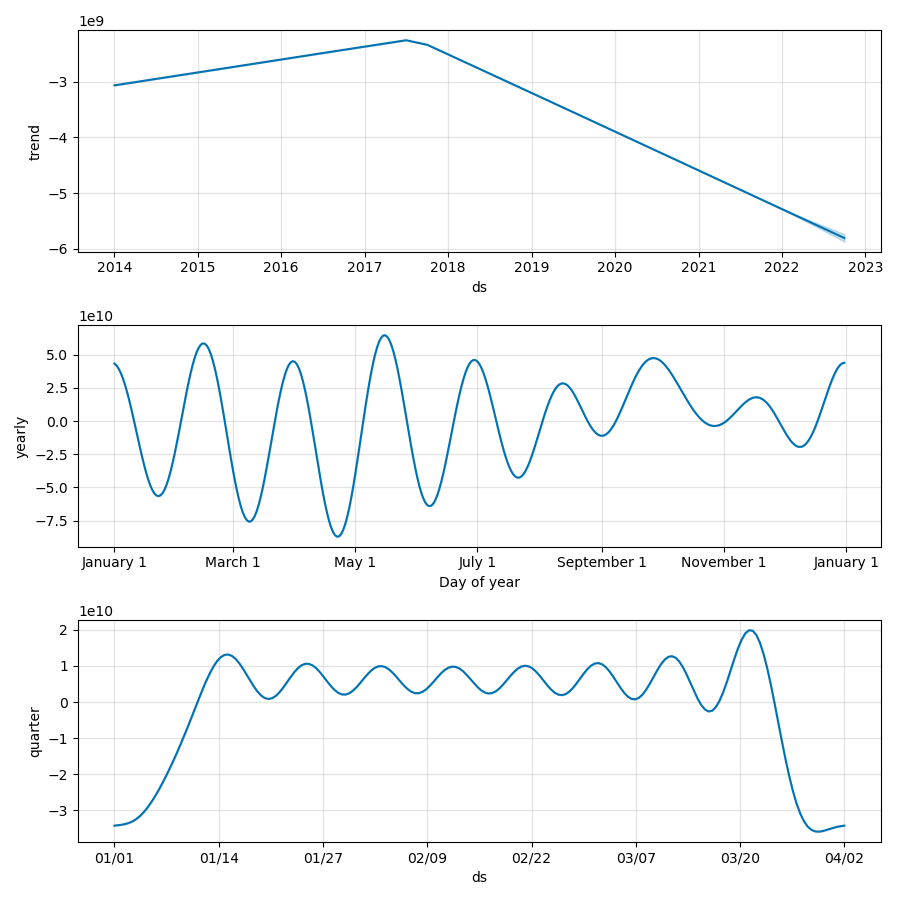 1e9
trend
−3
−4
−5
−6
2014 2015 2016 2017 2018 2019 2020 2021 2022 2023
ds
1e10
yearly
5.0
2.5
0.0
−2.5
−5.0
−7.5
January 1 March 1 May 1 July 1 September 1 November 1 January 1
Day of year
1e10
quarter
2
1
0
−1
−2
−3
01/01 01/14 01/27 02/09 02/22 03/07 03/20 04/02
ds